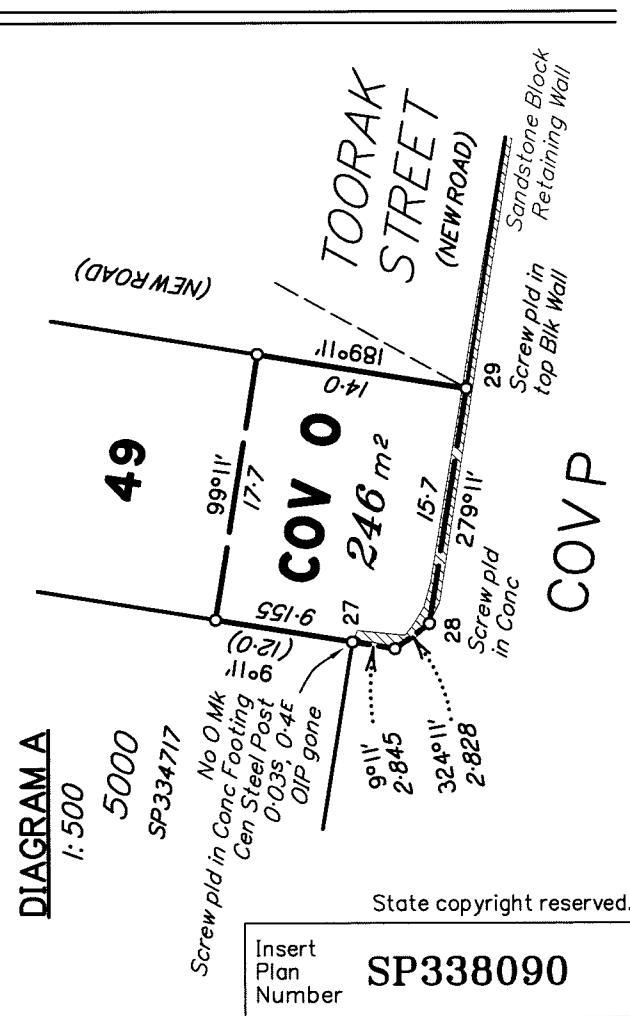 DIAGRAM A
1:500
5000
SP334717
49
(NEW ROAD)
TOORAK
STREET
(NEW ROAD)
Sandstone Block
Retaining Wall
99°11'
17·7
189°11'
14·0
COV O
246 m²
9·155
(12·0)
9°11'
27
15·7
279°11'
29
Screw pld in
top Blk Wall
28
Screw pld
in Conc
COV P
No O Mk
Screw pld in Conc Footing
Cen Steel Post
0·03S, 0·4E
OIP gone
9°11'
2·845
324°11'
2·828
State copyright reserved.
Insert
Plan
Number
SP338090